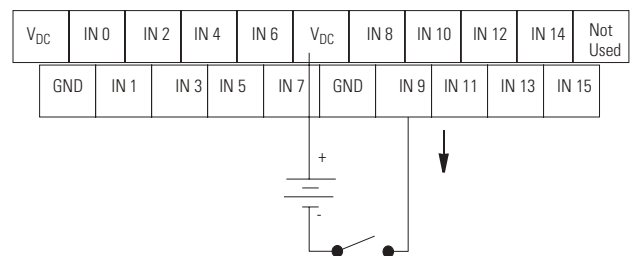 VDC IN 0 IN 2 IN 4 IN 6 VDC IN 8 IN 10 IN 12 IN 14 Not Used
GND IN 1 IN 3 IN 5 IN 7 GND IN 9 IN 11 IN 13 IN 15
+
-